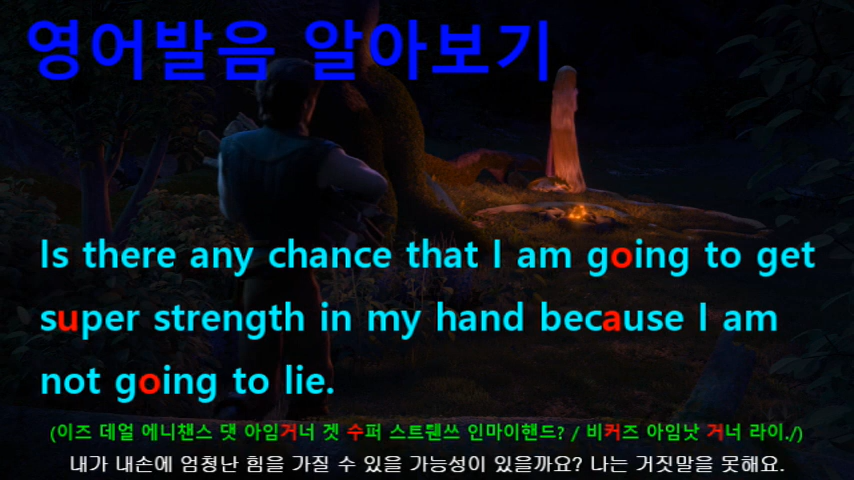 영어발음 알아보기
Is there any chance that I am going to get
super strength in my hand because I am
not going to lie.
(이즈 데얼 에니챈스 댓 아임거너 겟 수퍼 스트뤤쓰 인마이핸드? / 비커즈 아임낫 거너 라이./)
내가 내손에 엄청난 힘을 가질 수 있을 가능성이 있을까요? 나는 거짓말을 못해요.